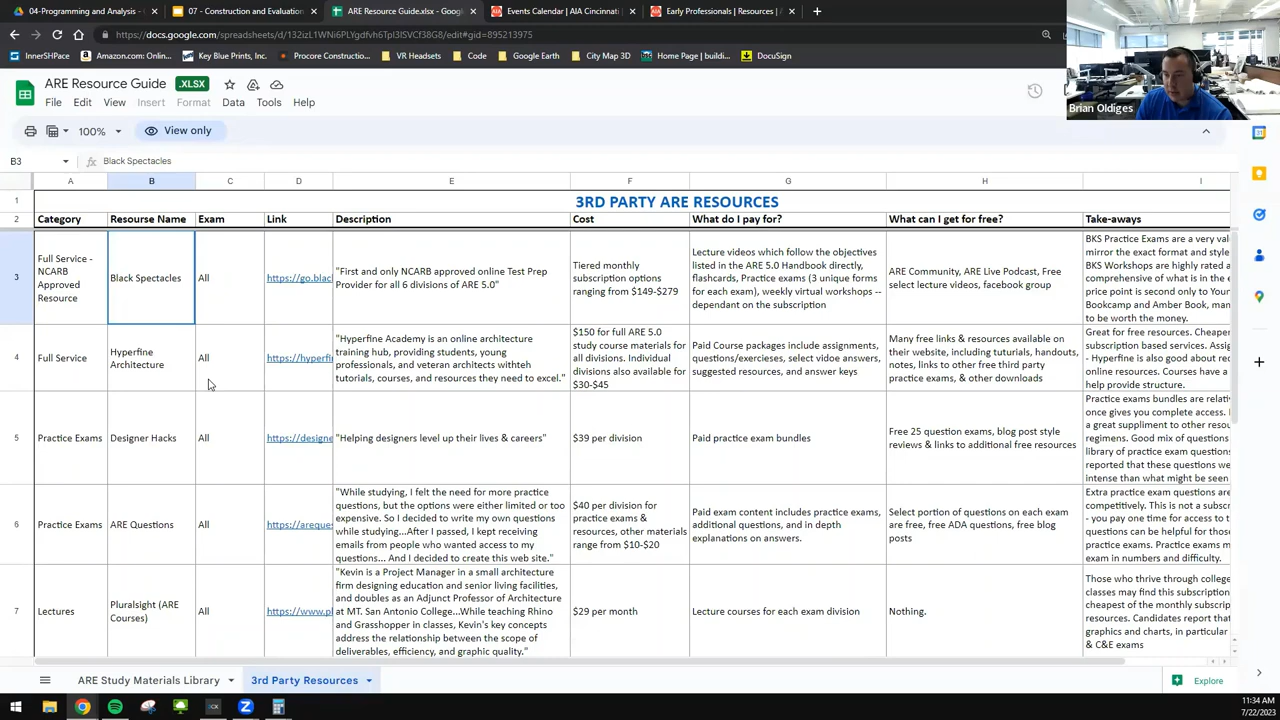 04-Programming and Analysis -
07 - Construction and Evaluation
ARE Resource Guide.xlsx - Googl
Events Calendar | AIA Cincinnati
Early Professionals | Resources |
https://docs.google.com/spreadsheets/d/
InnerSHPace
Amazon.com: Onlin...
Key Blue Prints, Inc.
Procore Constructio...
VR Headsets
Code
Google Earth
City Map 3D
Home Page | buildi...
DocuSign
Brian Oldiges
ARE Resource Guide
.XLSX
File Edit View Insert Format Data Tools Help
100%
View only
B3
fx
Black Spectacles
A B C D E F G H I
1
3RD PARTY ARE RESOURCES
2
Category Resourse Name Exam Link Description Cost What do I pay for? What can I get for free? Take-aways
3
Full Service -
NCARB
Approved
Resource
Black Spectacles
All
https://go.blac
"First and only NCARB approved online Test Prep
Provider for all 6 divisions of ARE 5.0"
Tiered monthly
subscription options
ranging from $149-$279
Lecture videos which follow the objectives
listed in the ARE 5.0 Handbook directly,
flashcards, Practice exams (3 unique forms
for each exam), weekly virtual workshops --
dependant on the subscription
ARE Community, ARE Live Podcast, Free
select lecture videos, facebook group
BKS Practice Exams are a very val
mirror the exact format and style
BKS Workshops are highly rated a
comprehensive of what is in the e
price point is second only to Youn
Bookcamp and Amber Book, man
to be worth the money.
4
Full Service
Hyperfine
Architecture
All
https://hyperfi
"Hyperfine Academy is an online architecture
training hub, providing students, young
professionals, and veteran architects withteh
tutorials, courses, and resources they need to excel."
$150 for full ARE 5.0
study course materials for
all divisions. Individual
divisions also available for
$30-$45
Paid Course packages include assignments,
questions/exercieses, select vidoe answers,
suggested resources, and answer keys
Many free links & resources available on
their website, including tuturials, handouts,
notes, links to other free third party
practice exams, & other downloads
Great for free resources. Cheaper
subscription based services. Assig
- Hyperfine is also good about rec
online resources. Courses have a
help provide structure.
5
Practice Exams
Designer Hacks
All
https://designe
"Helping designers level up their lives & careers"
$39 per division
Paid practice exam bundles
Free 25 question exams, blog post style
reviews & links to additional free resources
Practice exams bundles are relati
once gives you complete access. I
a great suppliment to other resou
regimens. Good mix of questions
library of practice exam questions
reported that these questions we
intense than what might be seen
6
Practice Exams
ARE Questions
All
https://areques
"While studying, I felt the need for more practice
questions, but the options were either limited or too
expensive. So I decided to write my own questions
while studying...After I passed, I kept receiving
emails from people who wanted access to my
questions... And I decided to create this web site."
$40 per division for
practice exams &
resources, other materials
range from $10-$20
Paid exam content includes practice exams,
additional questions, and in depth
explanations on answers.
Select portion of questions on each exam
are free, free ADA questions, free blog
posts
Extra practice exam questions are
competitively. This is not a subscr
- you pay one time for access to t
questions can be helpful for thos
practice exams. Practice exams m
exam in numbers and difficulty.
7
Lectures
Pluralsight (ARE
Courses)
All
https://www.pl
"Kevin is a Project Manager in a small architecture
firm designing education and senior living facilities,
and doubles as an Adjunct Professor of Architecture
at MT. San Antonio College...While teaching Rhino
and Grasshopper in classes, Kevin's key concepts
address the relationship between the scope of
deliverables, efficiency, and graphic quality."
$29 per month
Lecture courses for each exam division
Nothing.
Those who thrive through college
classes may find this subscription
cheapest of the monthly subscrip
resources. Candidates report that
graphics and charts, in particular
& C&E exams
ARE Study Materials Library
3rd Party Resources
Explore
11:34 AM
7/22/2023